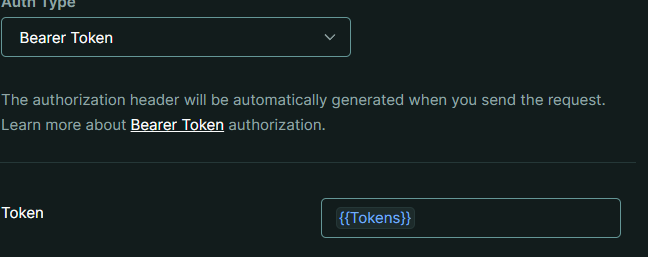 Auth Type
Bearer Token
The authorization header will be automatically generated when you send the request.
Learn more about Bearer Token authorization.
Token
{{Tokens}}